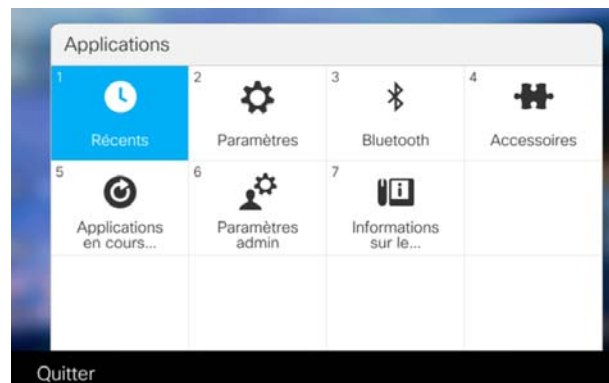 Applications
1
Récents
2
Paramètres
3
Bluetooth
4
Accessoires
5
Applications
en cours...
6
Paramètres
admin
7
Informations
sur le...
Quitter